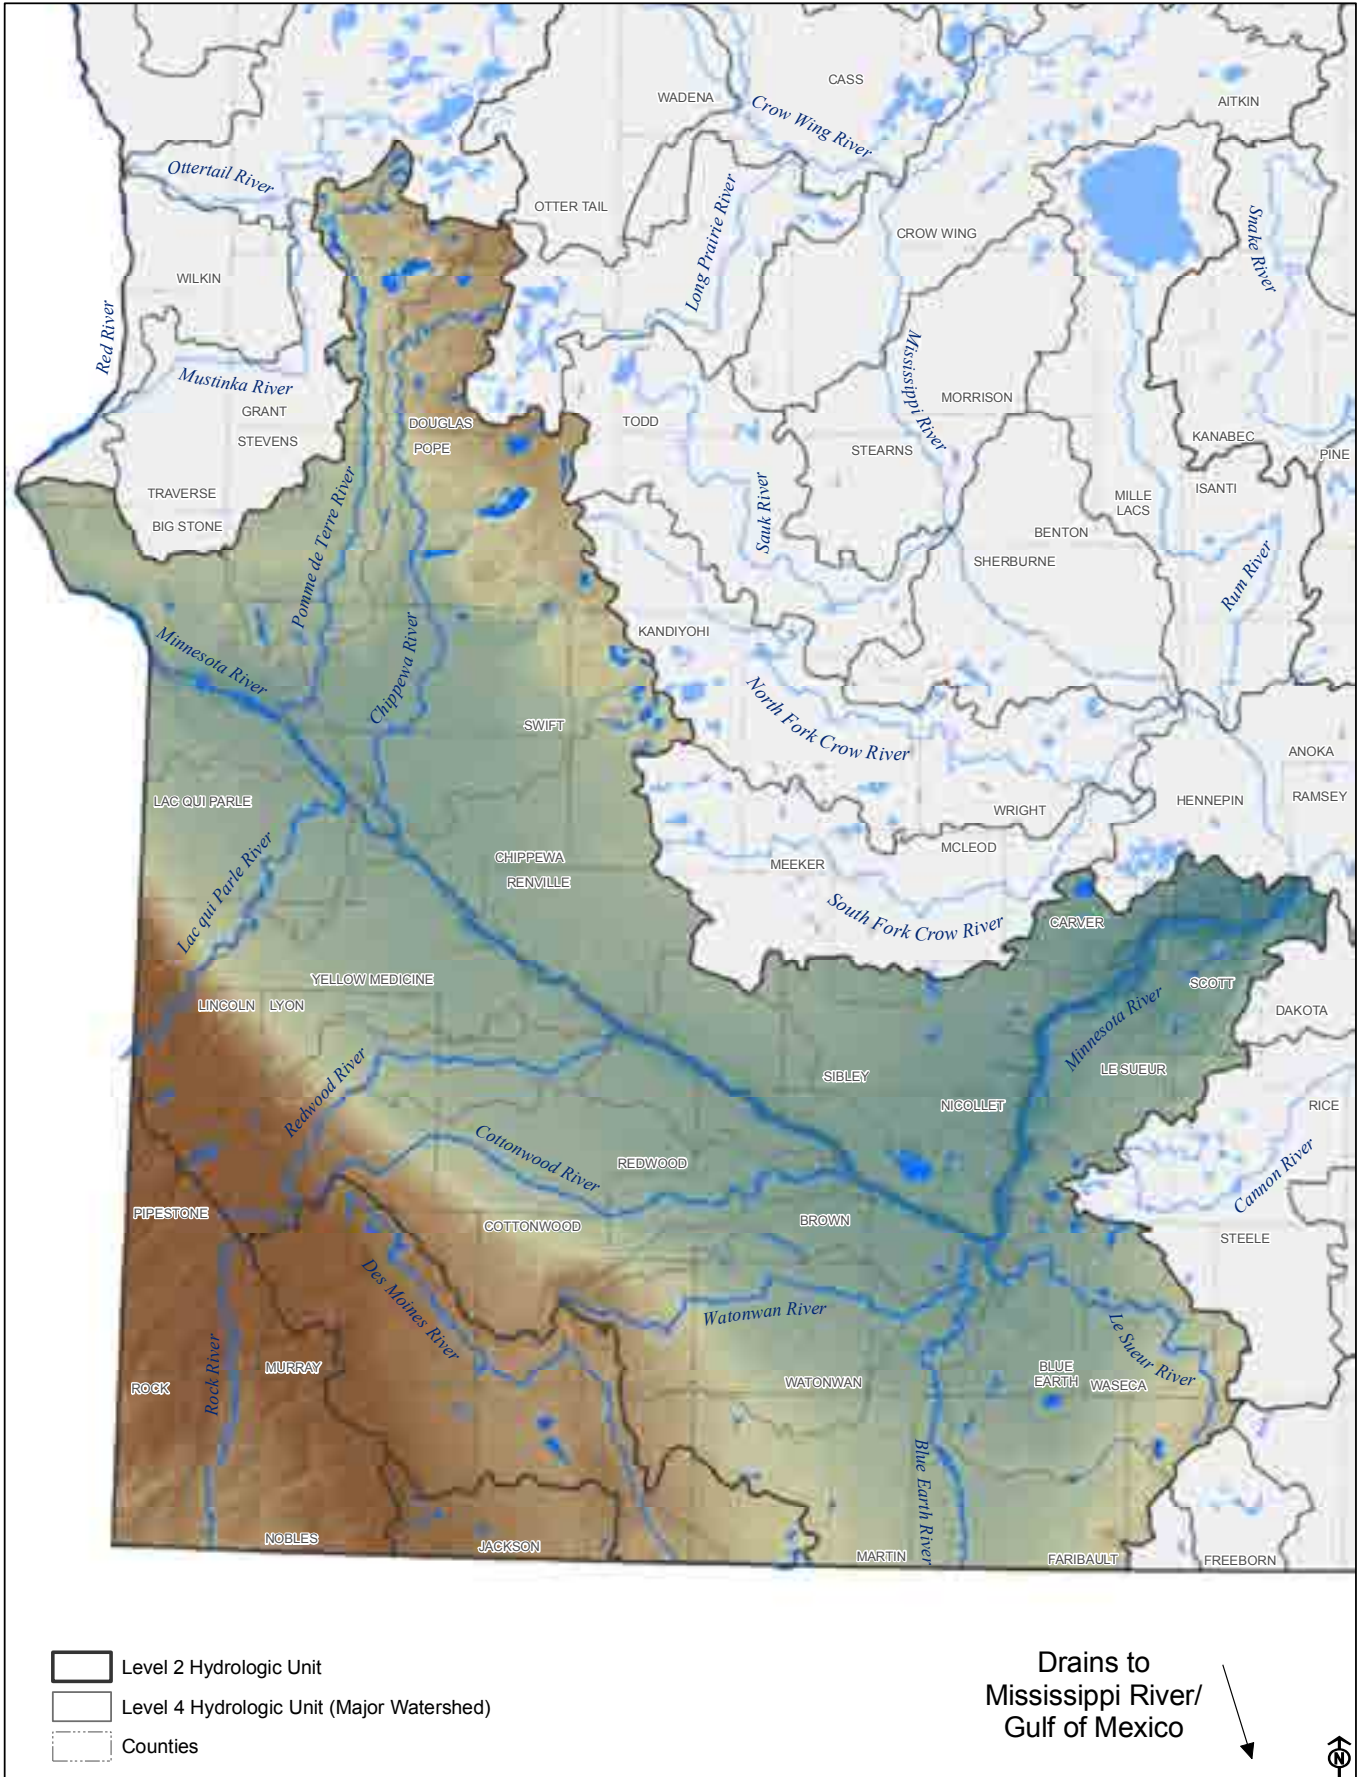 CASS
WADENA
AITKIN
Crow Wing River
Ottertail River
OTTER TAIL
Long Prairie River
CROW WING
Snake River
WILKIN
Red River
Mustinka River
Mississippi River
GRANT
MORRISON
DOUGLAS
TODD
STEVENS
KANABEC
POPE
STEARNS
PINE
TRAVERSE
ISANTI
MILLE
LACS
BIG STONE
Pomme de Terre River
Sauk River
BENTON
SHERBURNE
Rum River
Minnesota River
Chippewa River
KANDIYOHI
North Fork Crow River
SWIFT
ANOKA
LAC QUI PARLE
HENNEPIN
RAMSEY
WRIGHT
MCLEOD
CHIPPEWA
MEEKER
RENVILLE
Lac qui Parle River
South Fork Crow River
CARVER
YELLOW MEDICINE
SCOTT
LINCOLN
LYON
DAKOTA
Minnesota River
Redwood River
SIBLEY
LE SUEUR
NICOLLET
RICE
Cottonwood River
REDWOOD
Cannon River
PIPESTONE
COTTONWOOD
BROWN
STEELE
Des Moines River
Watonwan River
Le Sueur River
Rock River
MURRAY
BLUE
EARTH
ROCK
WATONWAN
WASECA
Blue Earth River
NOBLES
JACKSON
MARTIN
FARIBAULT
FREEBORN
Level 2 Hydrologic Unit
Level 4 Hydrologic Unit (Major Watershed)
Counties
Drains to
Mississippi River/
Gulf of Mexico
N